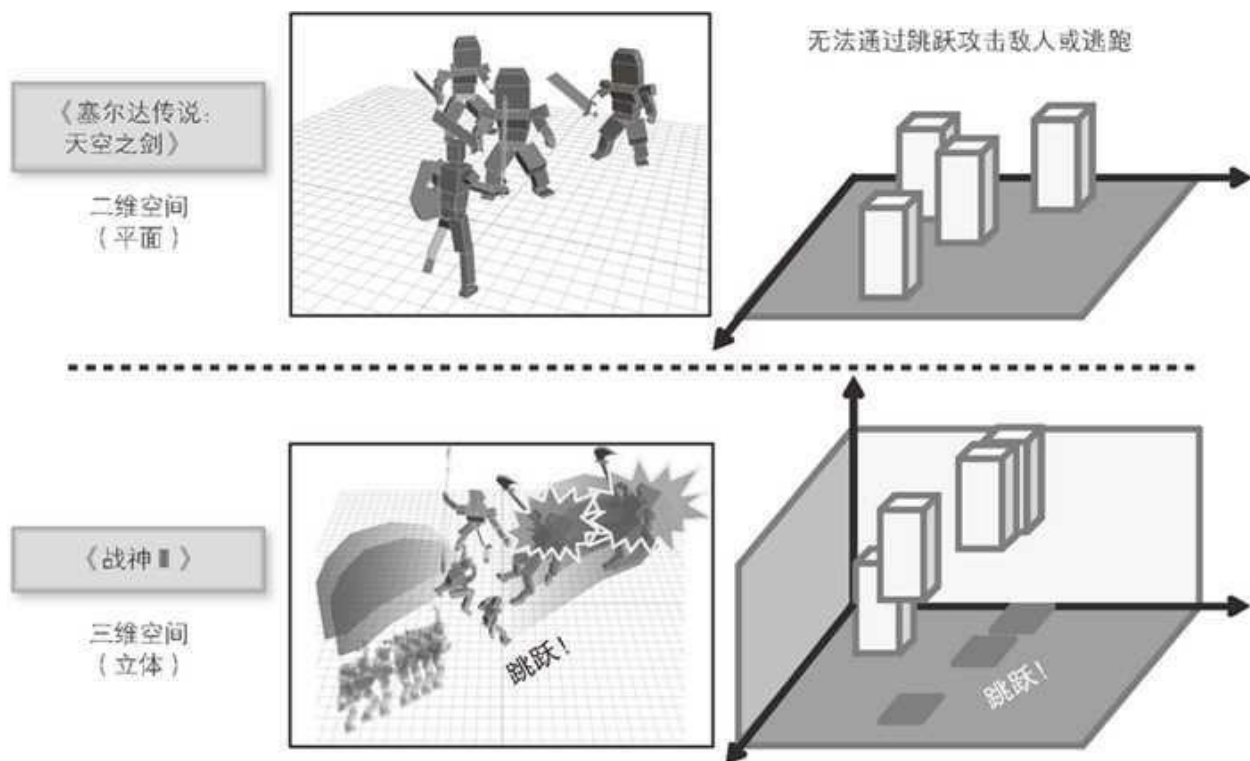 无法通过跳跃攻击敌人或逃跑
《塞尔达传说：
天空之剑》
二维空间
（平面）
《战神Ⅲ》
三维空间
（立体）
跳跃！
跳跃！